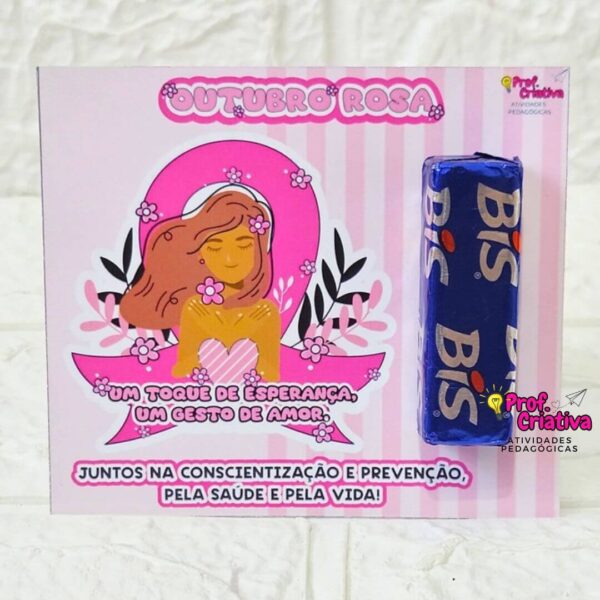 OUTUBRO ROSA
Prof.
Criativa
ATIVIDADES
PEDAGÓGICAS
BIS
BIS
BIS
BIS
UM TOQUE DE ESPERANÇA,
UM GESTO DE AMOR.
Prof.
Criativa
ATIVIDADES
PEDAGÓGICAS
JUNTOS NA CONSCIENTIZAÇÃO E PREVENÇÃO,
PELA SAÚDE E PELA VIDA!